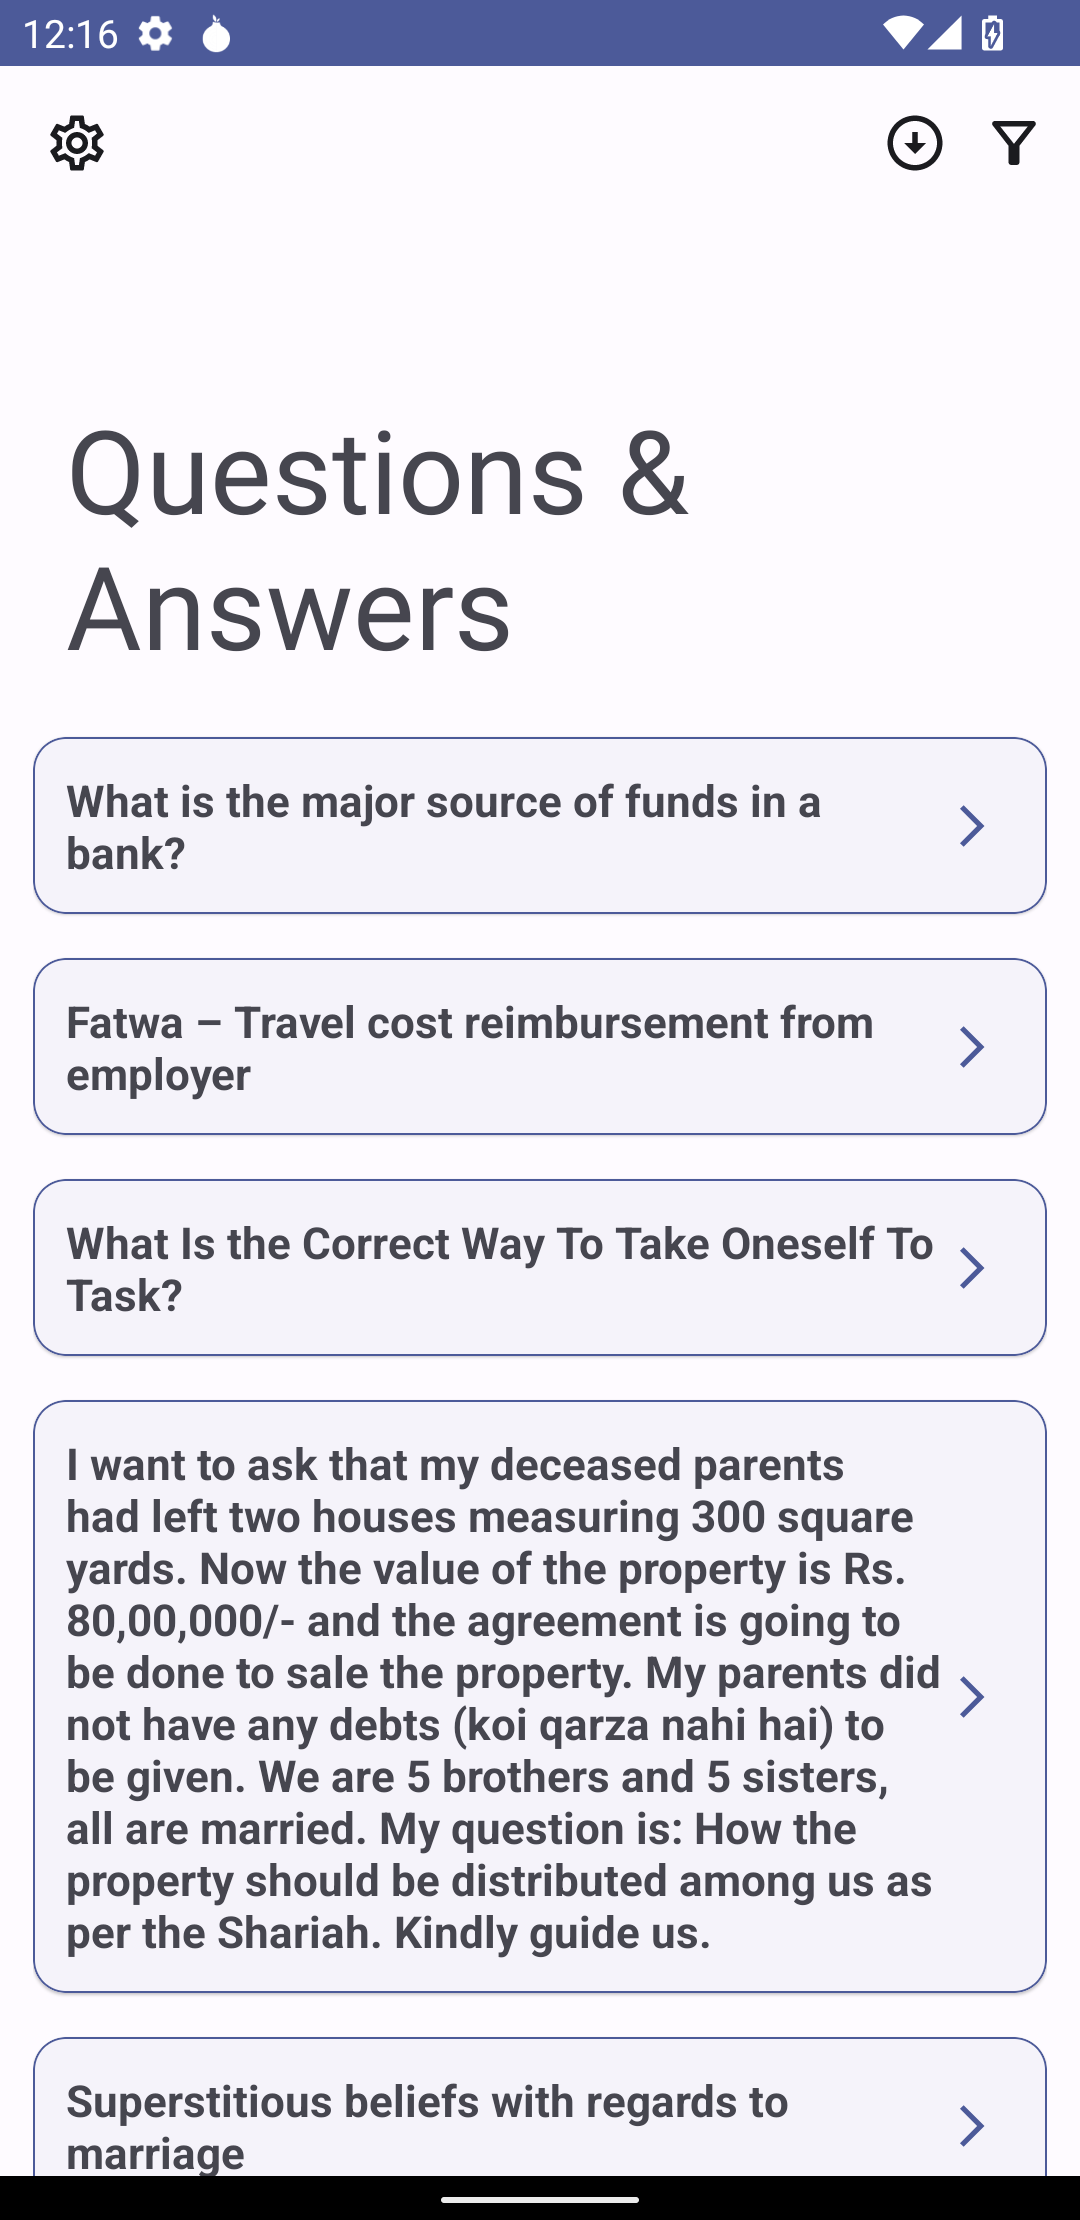 12:16
Questions &
Answers
What is the major source of funds in a
bank?
Fatwa – Travel cost reimbursement from
employer
What Is the Correct Way To Take Oneself To
Task?
I want to ask that my deceased parents
had left two houses measuring 300 square
yards. Now the value of the property is Rs.
80,00,000/- and the agreement is going to
be done to sale the property. My parents did
not have any debts (koi qarza nahi hai) to
be given. We are 5 brothers and 5 sisters,
all are married. My question is: How the
property should be distributed among us as
per the Shariah. Kindly guide us.
Superstitious beliefs with regards to
marriage